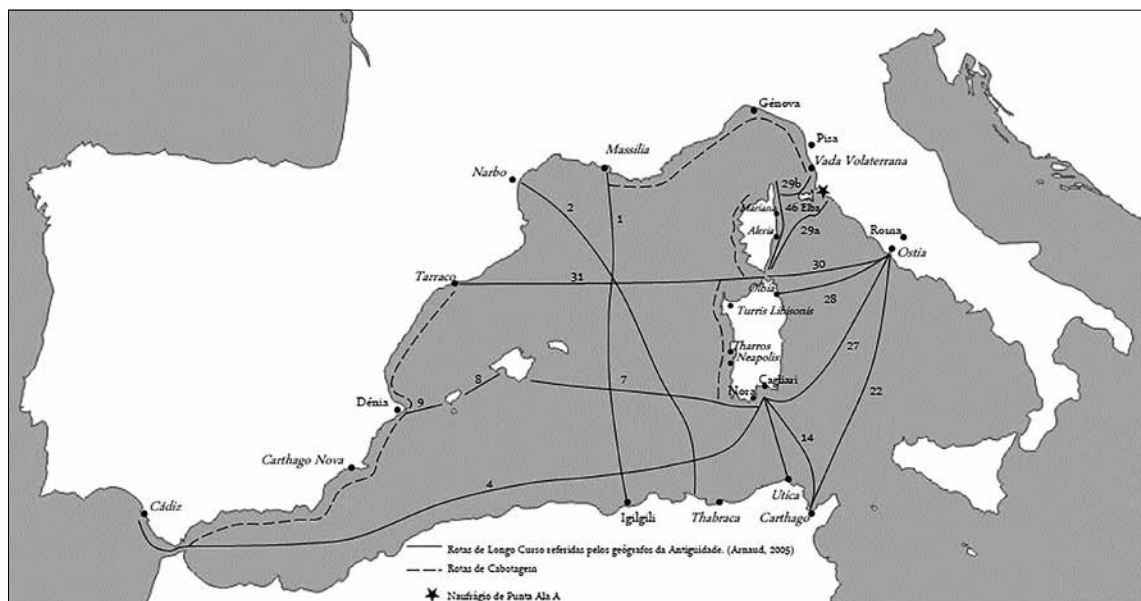 Génova
Pisa
Massilia
Vada Volaterrana
Narbo
29b
2
1
Mariana
46 Elba
Alesia
29a
Roma
Ostia
30
Tarraco
31
Olbia
28
Turris Libisonis
27
Tharros
Neapolis
8
7
Cagliari
22
Nora
Dénia
9
14
Carthago Nova
4
Utica
Cádiz
Igilgili
Thabraca
Carthago
Rotas de Longo Curso referidas pelos geógrafos da Antiguidade. (Arnaud, 2005)
Rotas de Cabotagem
Naufrágio de Punta Ala A